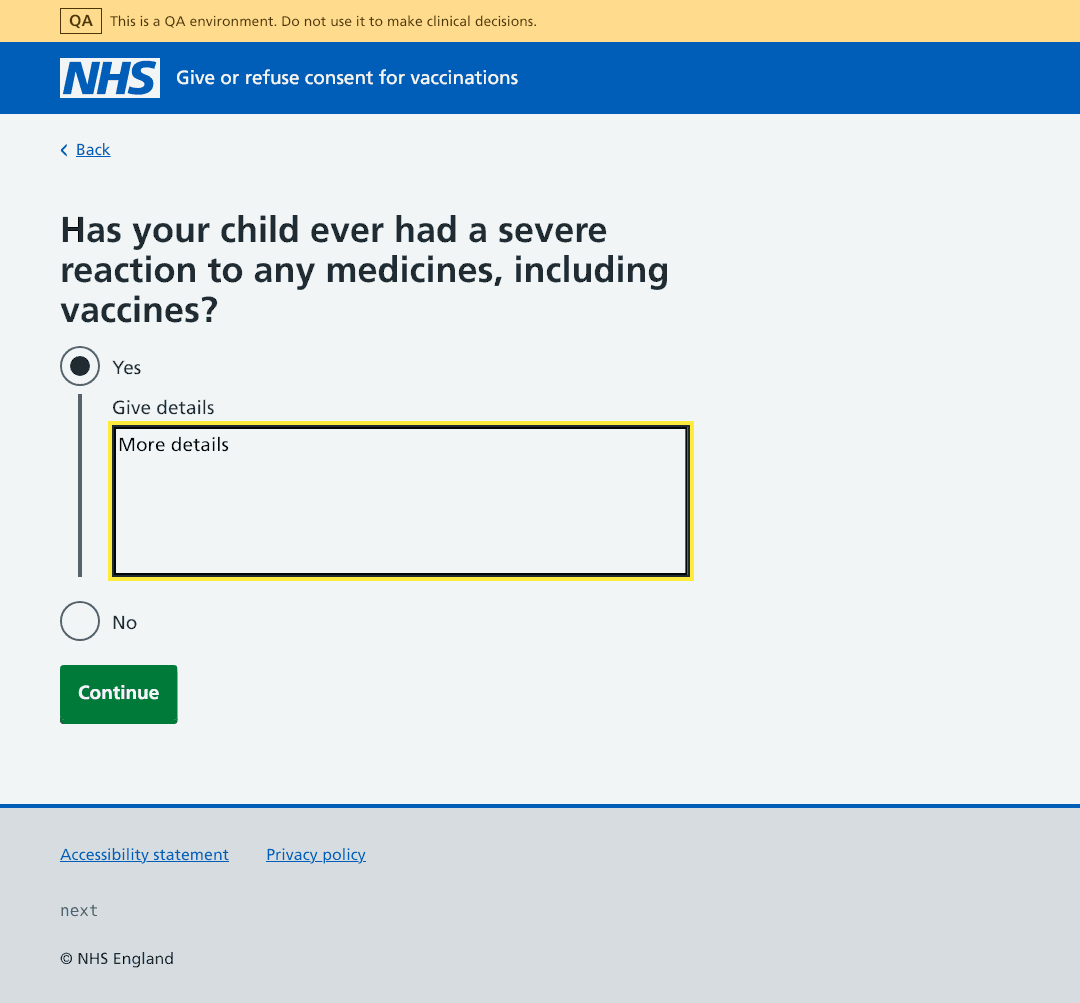 QA This is a QA environment. Do not use it to make clinical decisions.
NHS Give or refuse consent for vaccinations
Back
Has your child ever had a severe
reaction to any medicines, including
vaccines?
Yes
Give details
More details
No
Continue
Accessibility statement Privacy policy
next
© NHS England